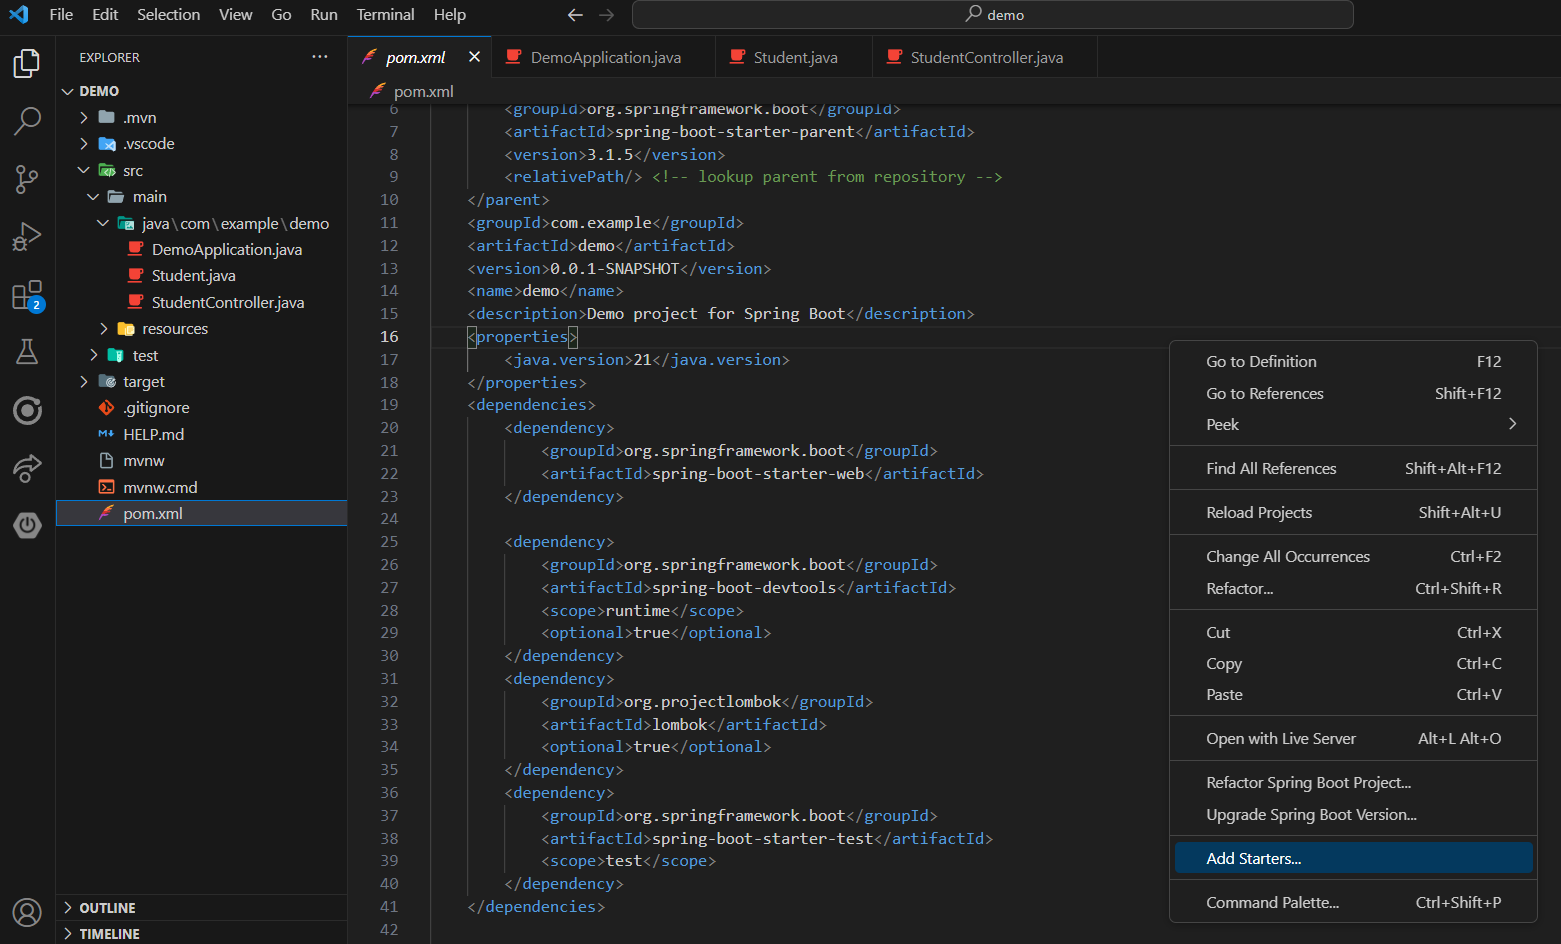 File Edit Selection View Go Run Terminal Help
demo
EXPLORER
DEMO
.mvn
.vscode
src
main
java\com\example\demo
DemoApplication.java
Student.java
StudentController.java
resources
test
target
.gitignore
HELP.md
mvnw
mvnw.cmd
pom.xml
OUTLINE
TIMELINE
2
pom.xml DemoApplication.java Student.java StudentController.java
pom.xml
6 <groupId>org.springframework.boot</groupId>
7 <artifactId>spring-boot-starter-parent</artifactId>
8 <version>3.1.5</version>
9 <relativePath/> <!-- lookup parent from repository -->
10 </parent>
11 <groupId>com.example</groupId>
12 <artifactId>demo</artifactId>
13 <version>0.0.1-SNAPSHOT</version>
14 <name>demo</name>
15 <description>Demo project for Spring Boot</description>
16 <properties>
17 <java.version>21</java.version>
18 </properties>
19 <dependencies>
20 <dependency>
21 <groupId>org.springframework.boot</groupId>
22 <artifactId>spring-boot-starter-web</artifactId>
23 </dependency>
24
25 <dependency>
26 <groupId>org.springframework.boot</groupId>
27 <artifactId>spring-boot-devtools</artifactId>
28 <scope>runtime</scope>
29 <optional>true</optional>
30 </dependency>
31 <dependency>
32 <groupId>org.projectlombok</groupId>
33 <artifactId>lombok</artifactId>
34 <optional>true</optional>
35 </dependency>
36 <dependency>
37 <groupId>org.springframework.boot</groupId>
38 <artifactId>spring-boot-starter-test</artifactId>
39 <scope>test</scope>
40 </dependency>
41 </dependencies>
42
Go to Definition F12
Go to References Shift+F12
Peek
Find All References Shift+Alt+F12
Reload Projects Shift+Alt+U
Change All Occurrences Ctrl+F2
Refactor... Ctrl+Shift+R
Cut Ctrl+X
Copy Ctrl+C
Paste Ctrl+V
Open with Live Server Alt+L Alt+O
Refactor Spring Boot Project...
Upgrade Spring Boot Version...
Add Starters...
Command Palette... Ctrl+Shift+P